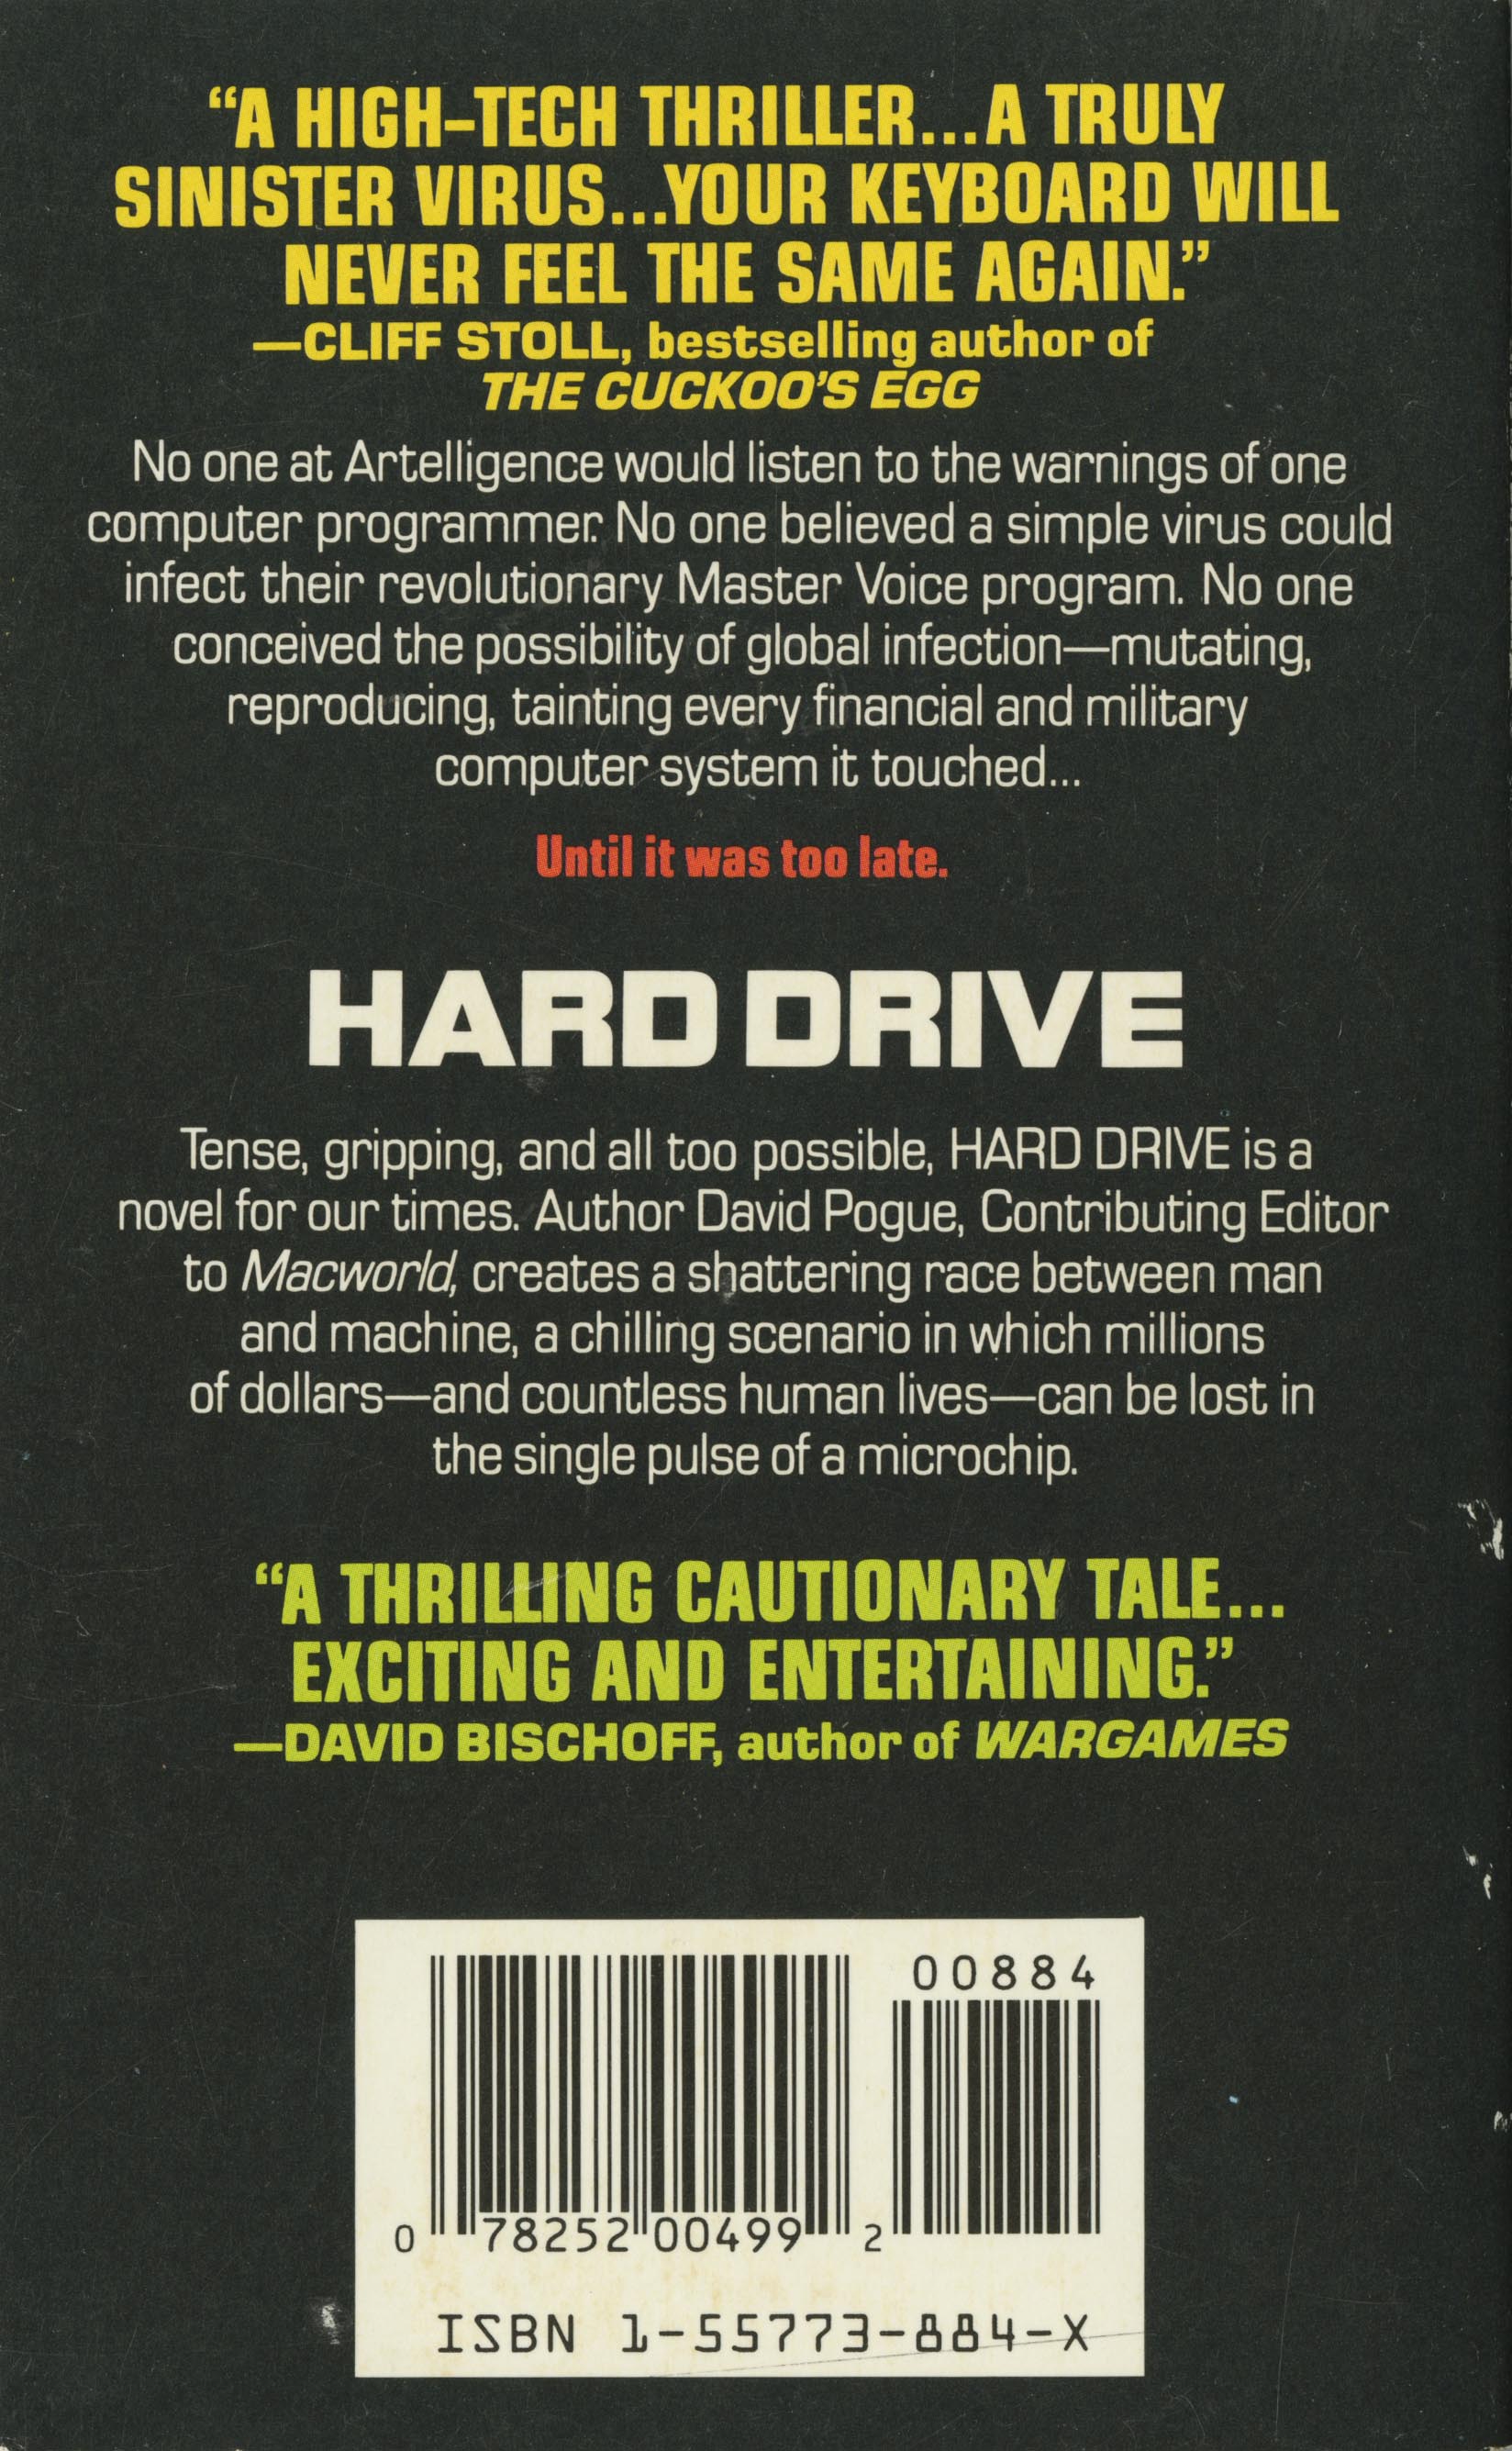 “A HIGH-TECH THRILLER...A TRULY
SINISTER VIRUS...YOUR KEYBOARD WILL
NEVER FEEL THE SAME AGAIN.”
—CLIFF STOLL, bestselling author of
THE CUCKOO'S EGG
No one at Artelligence would listen to the warnings of one
computer programmer. No one believed a simple virus could
infect their revolutionary Master Voice program. No one
conceived the possibility of global infection—mutating,
reproducing, tainting every financial and military
computer system it touched...
Until it was too late.
HARD DRIVE
Tense, gripping, and all too possible, HARD DRIVE is a
novel for our times. Author David Pogue, Contributing Editor
to Macworld, creates a shattering race between man
and machine, a chilling scenario in which millions
of dollars—and countless human lives—can be lost in
the single pulse of a microchip.
“A THRILLING CAUTIONARY TALE...
EXCITING AND ENTERTAINING.”
—DAVID BISCHOFF, author of WARGAMES
00884
0 78252 00499 2
ISBN 1-55773-884-X